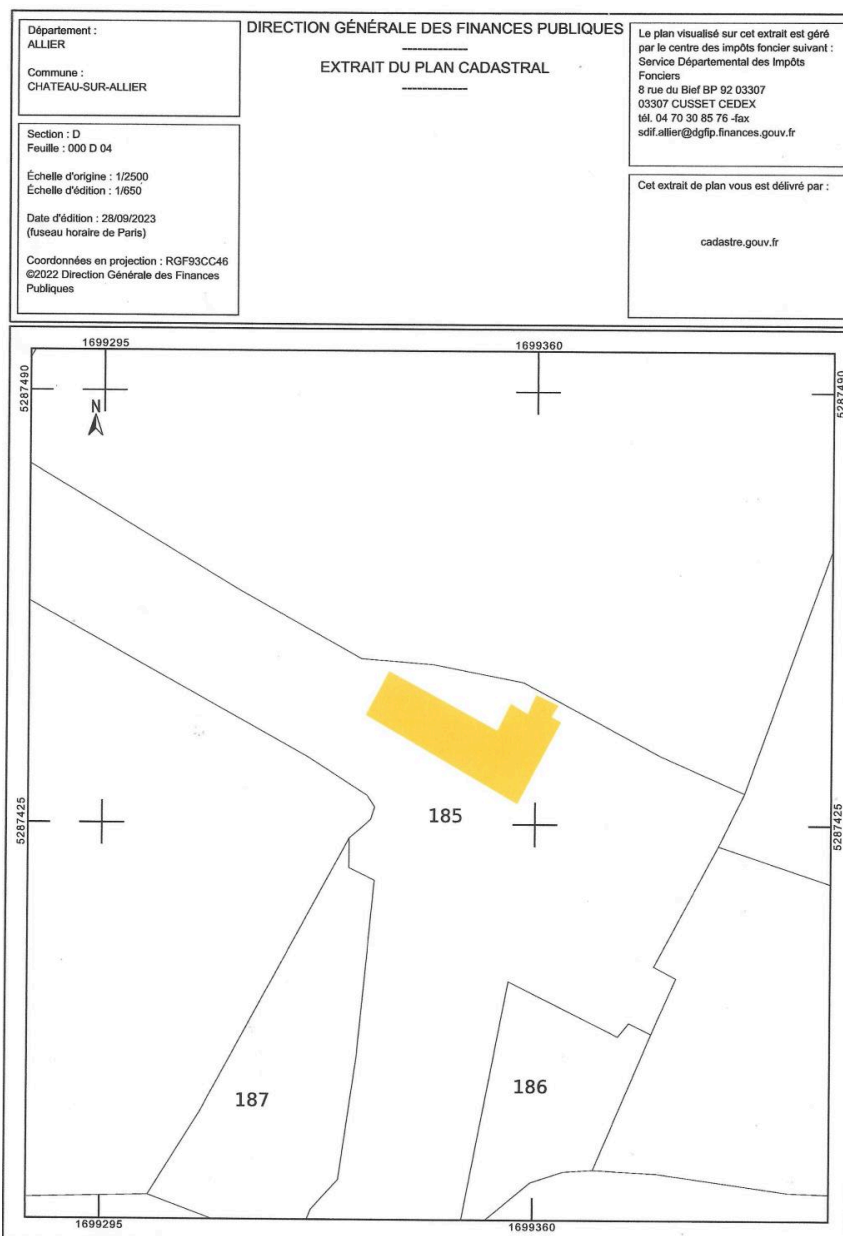 Département :
ALLIER
Commune :
CHATEAU-SUR-ALLIER
Section : D
Feuille : 000 D 04
Échelle d'origine : 1/2500
Échelle d'édition : 1/650
Date d'édition : 28/09/2023
(fuseau horaire de Paris)
Coordonnées en projection : RGF93CC46
©2022 Direction Générale des Finances
Publiques
DIRECTION GÉNÉRALE DES FINANCES PUBLIQUES
-------------
EXTRAIT DU PLAN CADASTRAL
-------------
Le plan visualisé sur cet extrait est géré
par le centre des impôts foncier suivant :
Service Départemental des Impôts
Fonciers
8 rue du Bief BP 92 03307
03307 CUSSET CEDEX
tél. 04 70 30 85 76 -fax
sdif.allier@dgfip.finances.gouv.fr
Cet extrait de plan vous est délivré par :
cadastre.gouv.fr
1699295
1699360
5287490
5287490
N
185
5287425
5287425
186
187
1699295
1699360